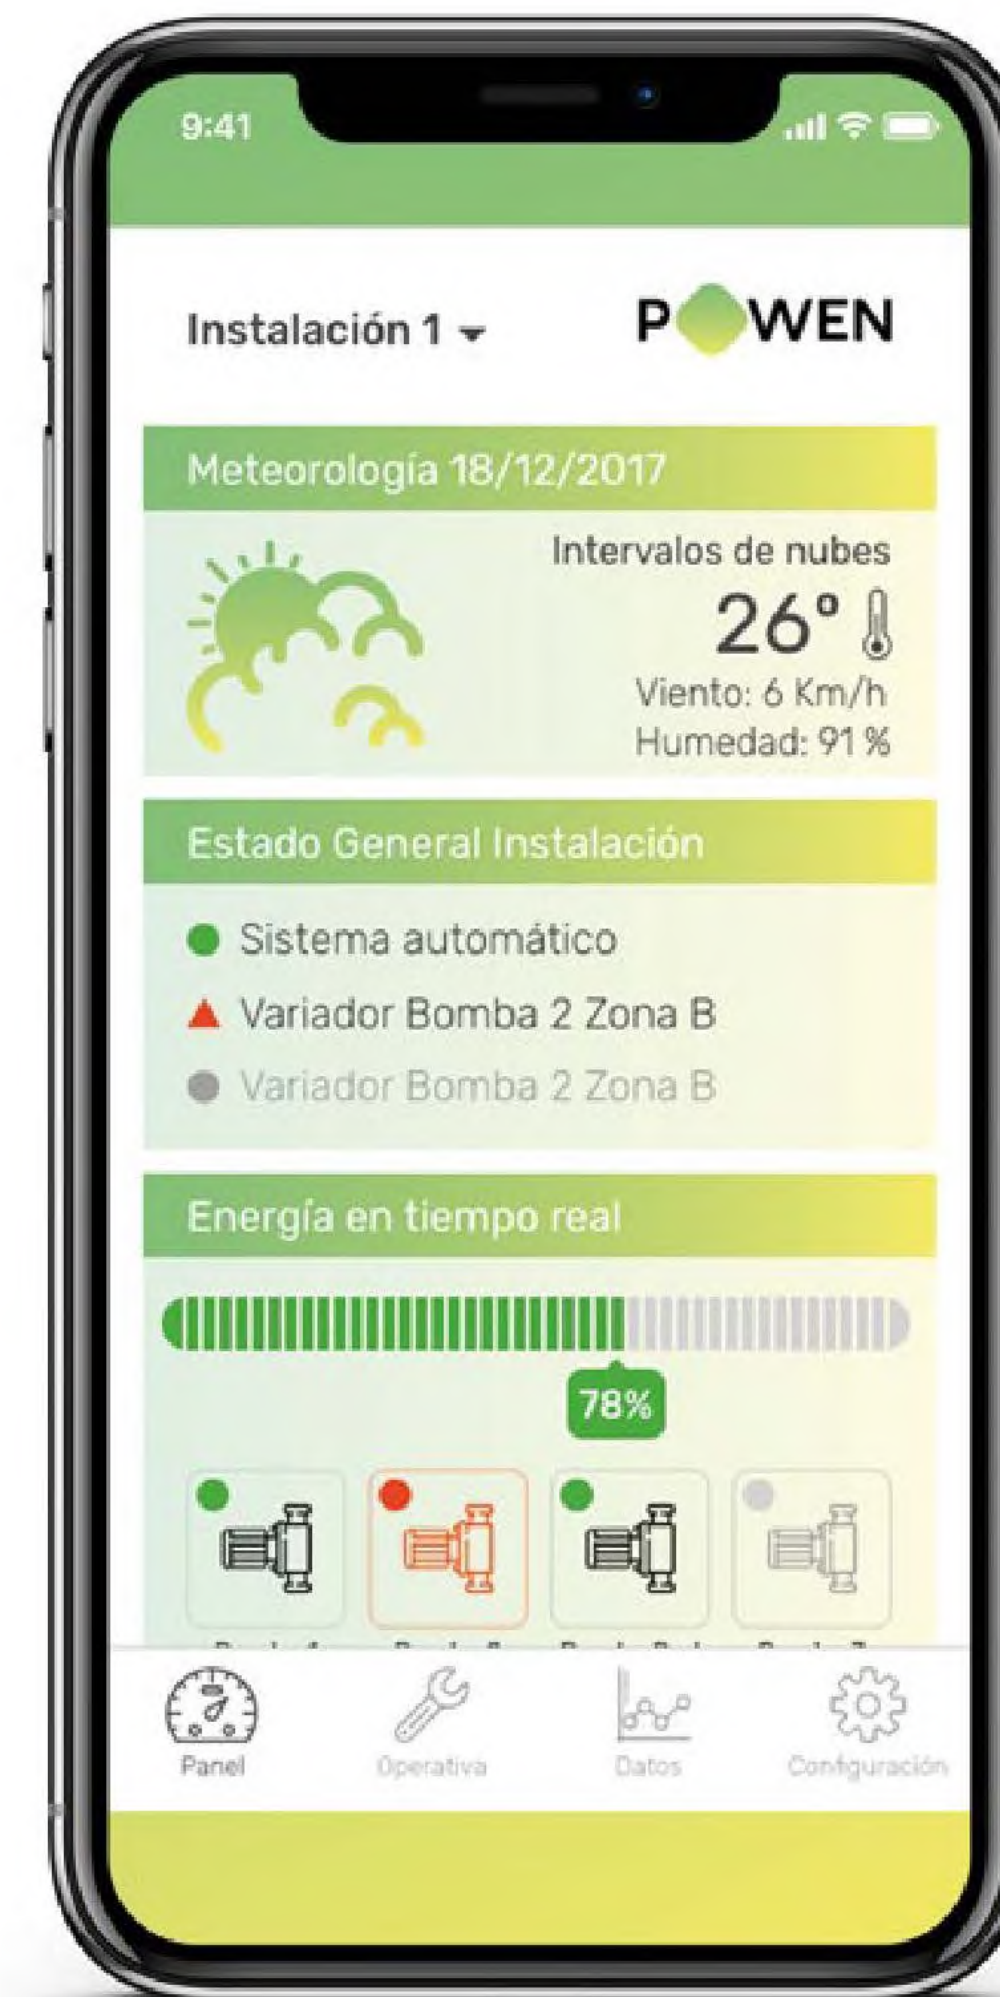 9:41
Instalación 1
POWEN
Meteorología 18/12/2017
Intervalos de nubes
26°
Viento: 6 Km/h
Humedad: 91 %
Estado General Instalación
Sistema automático
Variador Bomba 2 Zona B
Variador Bomba 2 Zona B
Energía en tiempo real
78%
Panel
Operativa
Datos
Configuración